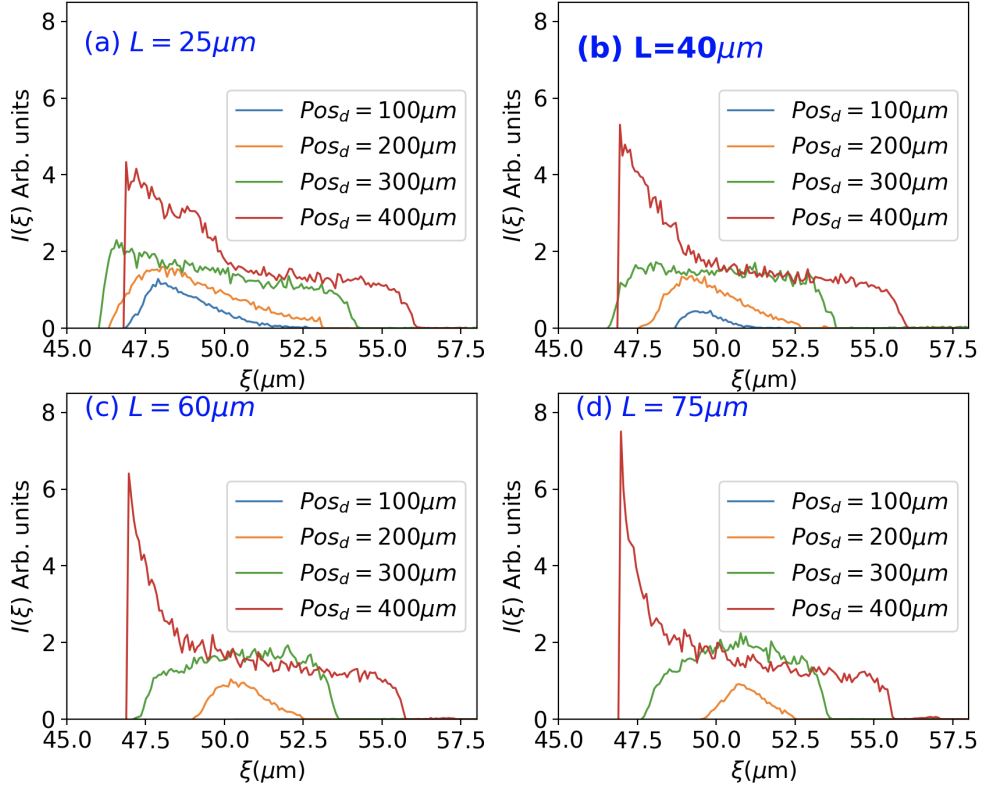 (a) L = 25μm
I(ξ) Arb. units
8
6
4
2
0
Pos_d = 100μm
Pos_d = 200μm
Pos_d = 300μm
Pos_d = 400μm
45.0 47.5 50.0 52.5 55.0 57.5
ξ(μm)
(b) L=40μm
I(ξ) Arb. units
8
6
4
2
0
Pos_d = 100μm
Pos_d = 200μm
Pos_d = 300μm
Pos_d = 400μm
45.0 47.5 50.0 52.5 55.0 57.5
ξ(μm)
(c) L = 60μm
I(ξ) Arb. units
8
6
4
2
0
Pos_d = 100μm
Pos_d = 200μm
Pos_d = 300μm
Pos_d = 400μm
45.0 47.5 50.0 52.5 55.0 57.5
ξ(μm)
(d) L = 75μm
I(ξ) Arb. units
8
6
4
2
0
Pos_d = 100μm
Pos_d = 200μm
Pos_d = 300μm
Pos_d = 400μm
45.0 47.5 50.0 52.5 55.0 57.5
ξ(μm)